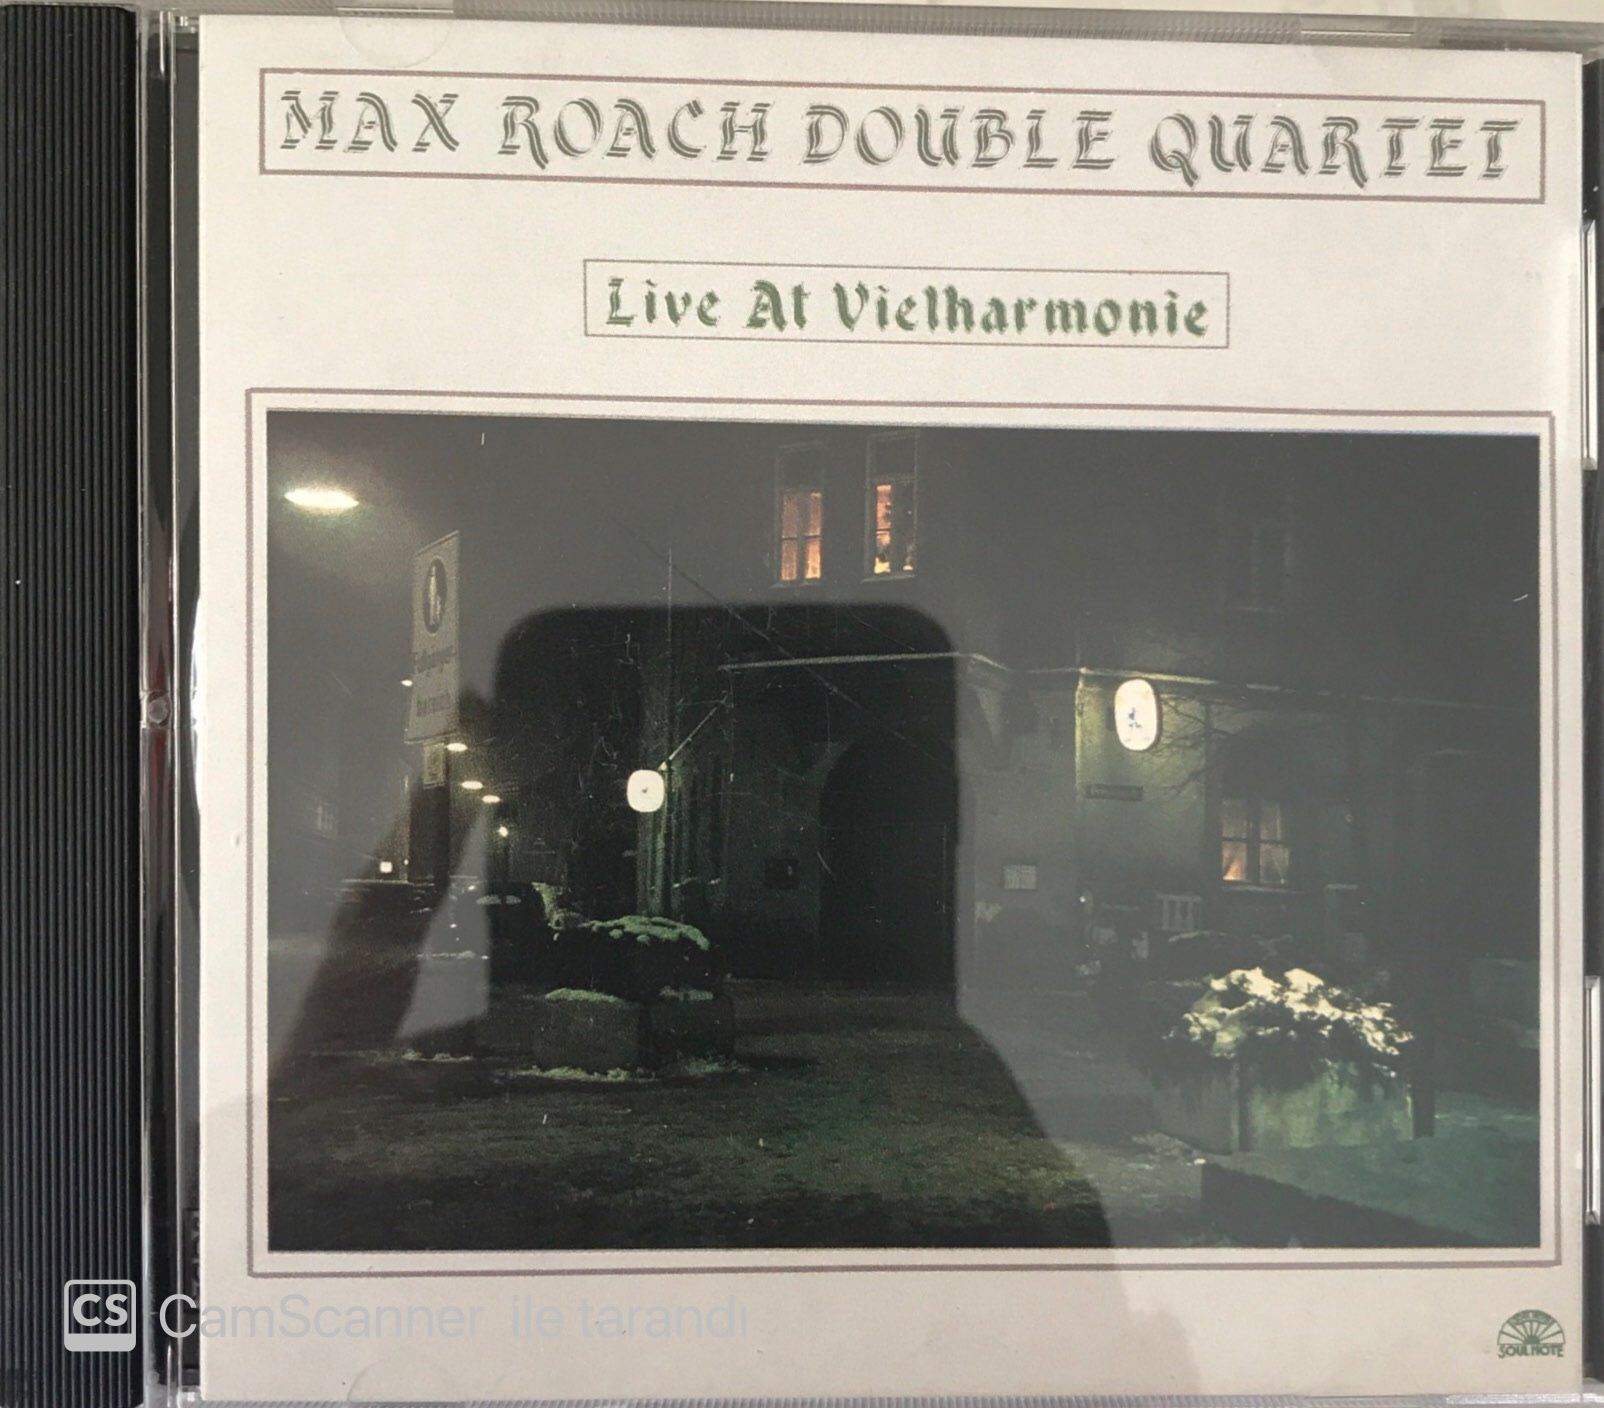 MAX ROACH DOUBLE QUARTET
Live At Vielharmonie
CS CamScanner ile tarandı
SOUL NOTE